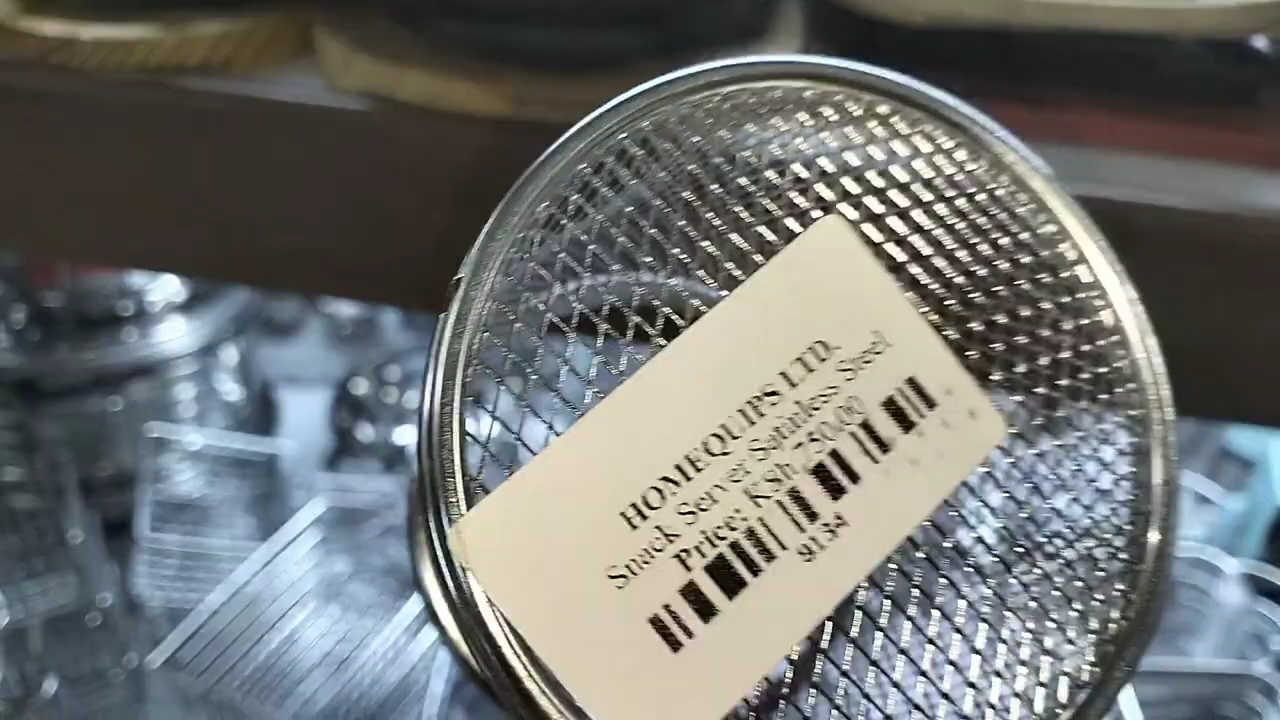 HOMEQUIPS LTD.
Snack Server Stainless Steel
Price: KSh 750.00
9134